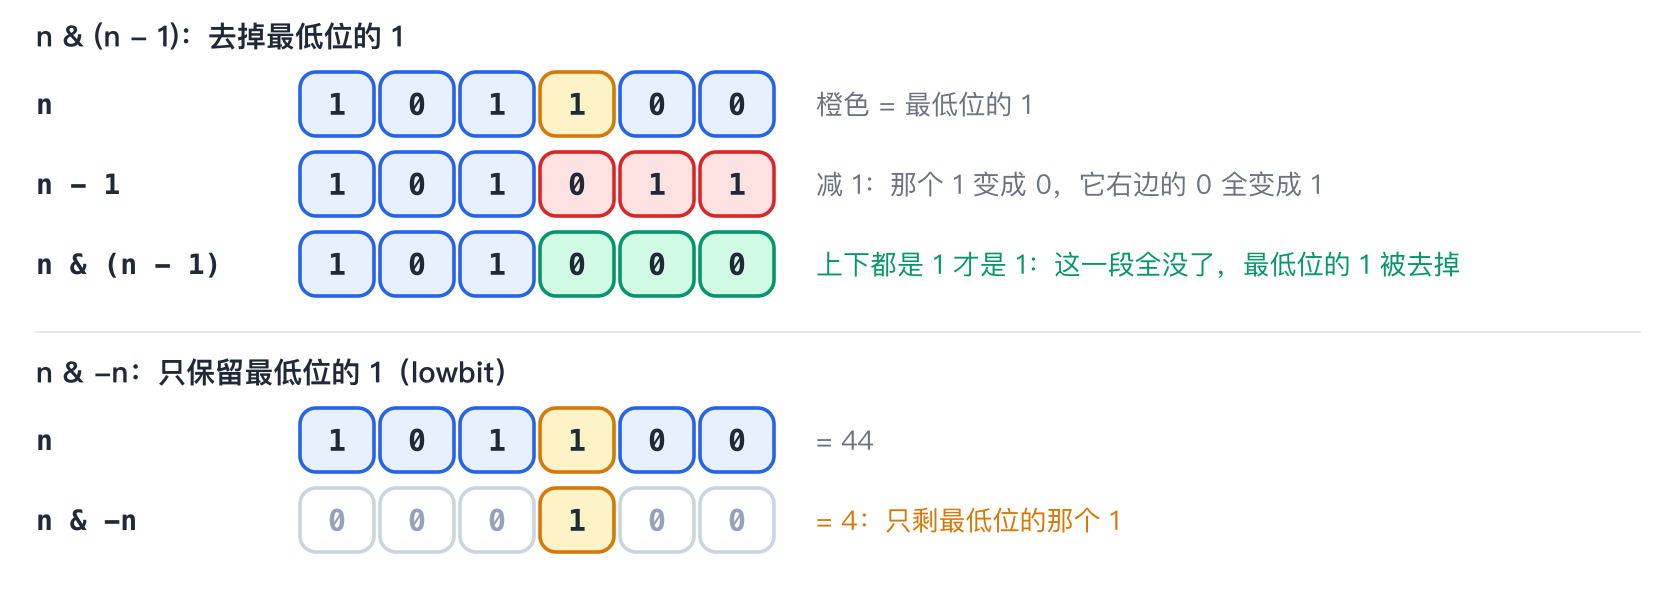 n & (n − 1)：去掉最低位的 1
n 1 0 1 1 0 0 橙色 = 最低位的 1
n − 1 1 0 1 0 1 1 减 1：那个 1 变成 0，它右边的 0 全变成 1
n & (n − 1) 1 0 1 0 0 0 上下都是 1 才是 1：这一段全没了，最低位的 1 被去掉
n & −n：只保留最低位的 1（lowbit）
n 1 0 1 1 0 0 = 44
n & −n 0 0 0 1 0 0 = 4：只剩最低位的那个 1